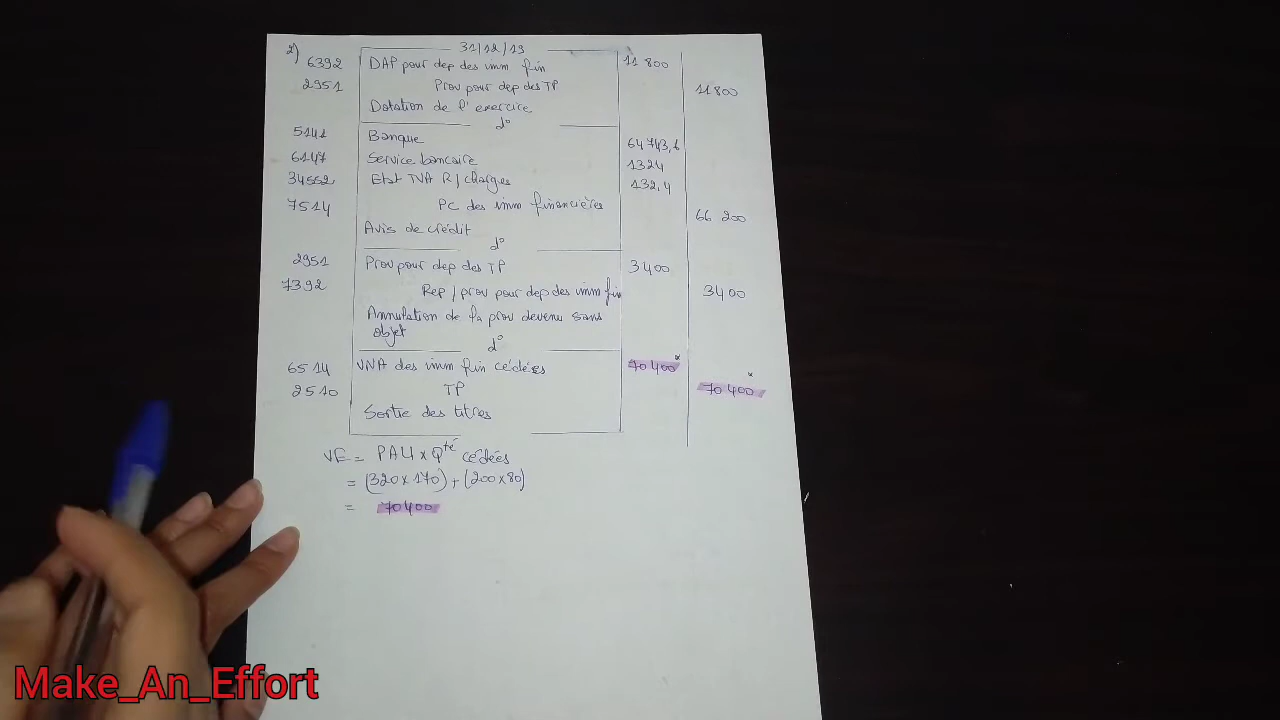 2)
31/12/13
6392 DAP pour dep des imm fin 11 800
2951 Prov pour dep des TP 11800
Dotation de l'exercice
d°
5141 Banque 64 743,6
6147 Service bancaire 1324
34552 Etat TVA R/charges 132,4
7514 PC des imm financières 66 200
Avis de crédit
d°
2951 Prov pour dep des TP 3400
7392 Rep/prov pour dep des imm fin 3400
Annulation de la prov devenu sans
objet
d°
6514 VNA des imm fin cédées 70 400
2510 TP 70 400
Sortie des titres
VE = PAU x Qté cédées
= (320 x 170) + (200 x 80)
= 70400
Make_An_Effort